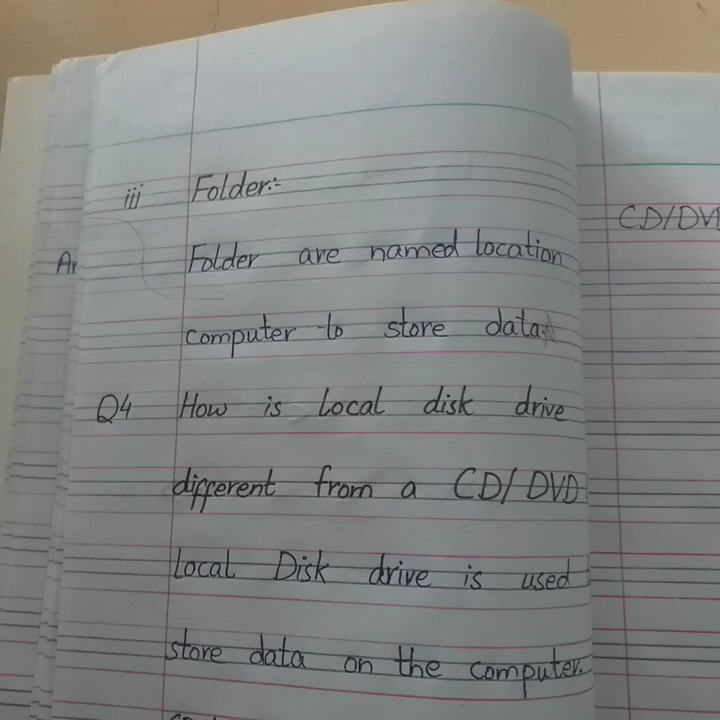 iii Folder:-
Folder are named location
computer to store data.
Q4 How is Local disk drive
different from a CD/DVD
Local Disk drive is used
store data on the computer.
CD/DV